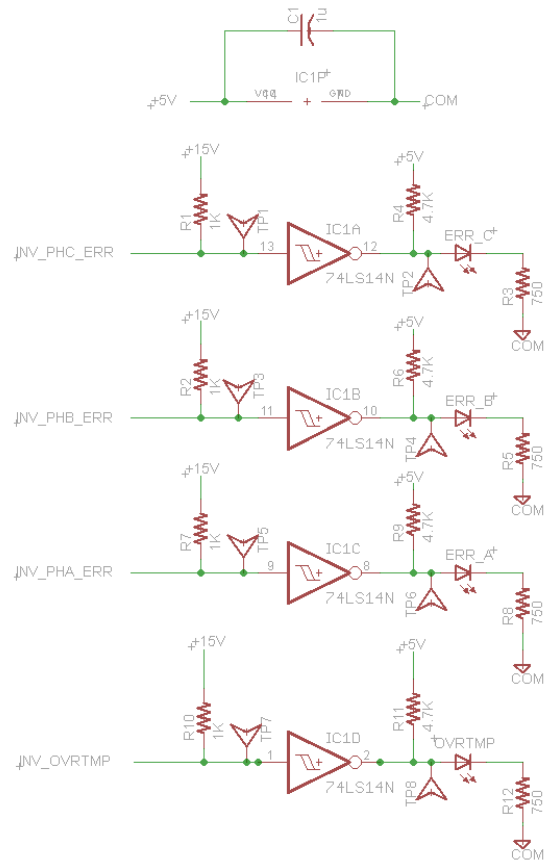 C1
1u
IC1P
+5V
VCC
14
GND
7
COM
+15V
+5V
R1
1K
TP1
IC1A
R4
4.7K
ERR_C
INV_PHC_ERR
13
12
74LS14N
TP2
R3
750
COM
+15V
+5V
R2
1K
TP3
IC1B
R6
4.7K
ERR_B
INV_PHB_ERR
11
10
74LS14N
TP4
R5
750
COM
+15V
+5V
R7
1K
TP5
IC1C
R9
4.7K
ERR_A
INV_PHA_ERR
9
8
74LS14N
TP6
R8
750
COM
+15V
+5V
R10
1K
TP7
IC1D
R11
4.7K
OVRTMP
INV_OVRTMP
1
2
74LS14N
TP8
R12
750
COM